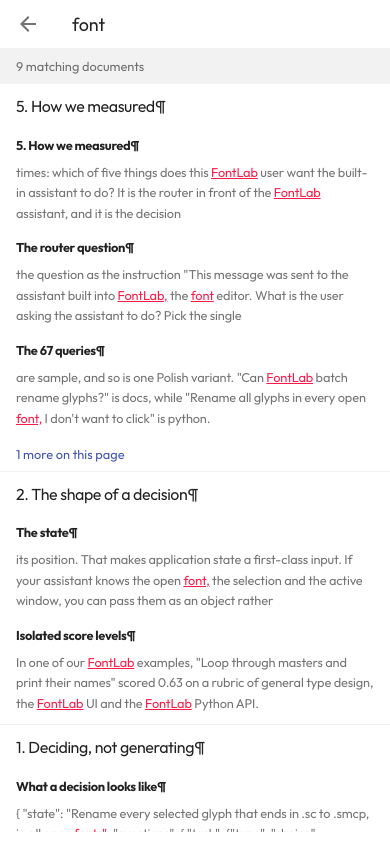 font
9 matching documents
5. How we measured¶
5. How we measured¶
times: which of five things does this FontLab user want the built-
in assistant to do? It is the router in front of the FontLab
assistant, and it is the decision
The router question¶
the question as the instruction "This message was sent to the
assistant built into FontLab, the font editor. What is the user
asking the assistant to do? Pick the single
The 67 queries¶
are sample, and so is one Polish variant. "Can FontLab batch
rename glyphs?" is docs, while "Rename all glyphs in every open
font, I don't want to click" is python.
1 more on this page
2. The shape of a decision¶
The state¶
its position. That makes application state a first-class input. If
your assistant knows the open font, the selection and the active
window, you can pass them as an object rather
Isolated score levels¶
In one of our FontLab examples, "Loop through masters and
print their names" scored 0.63 on a rubric of general type design,
the FontLab UI and the FontLab Python API.
1. Deciding, not generating¶
What a decision looks like¶
{ "state": "Rename every selected glyph that ends in .sc to .smcp,